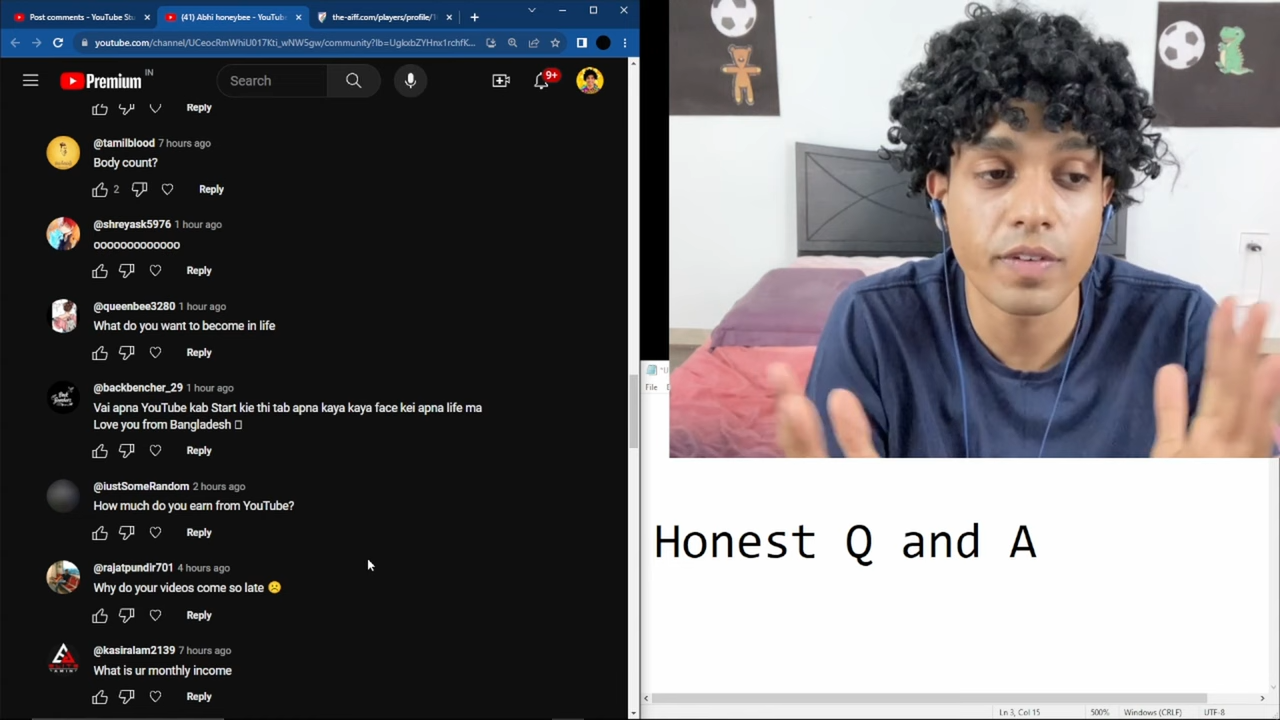 Post comments - YouTube St
(41) Abhi honeybee - YouTub
the-aiff.com/players/profile/
youtube.com/channel/UCeocRmWhiU017Kti_wNWSgw/community?lb=UgkxbZYHnx1rchfK...
Premium IN
Search
9+
Reply
@tamilblood 7 hours ago
Body count?
2 Reply
@shreyask5976 1 hour ago
ooooooooooooo
Reply
@queenbee3280 1 hour ago
What do you want to become in life
Reply
@backbencher_29 1 hour ago
Vai apna YouTube kab Start kie thi tab apna kaya kaya face kei apna life ma
Love you from Bangladesh
Reply
@iustSomeRandom 2 hours ago
How much do you earn from YouTube?
Reply
@rajatpundir701 4 hours ago
Why do your videos come so late ☹️
Reply
@kasiralam2139 7 hours ago
What is ur monthly income
Reply
File
Honest Q and A
Ln 3, Col 15
500%
Windows (CRLF)
UTF-8